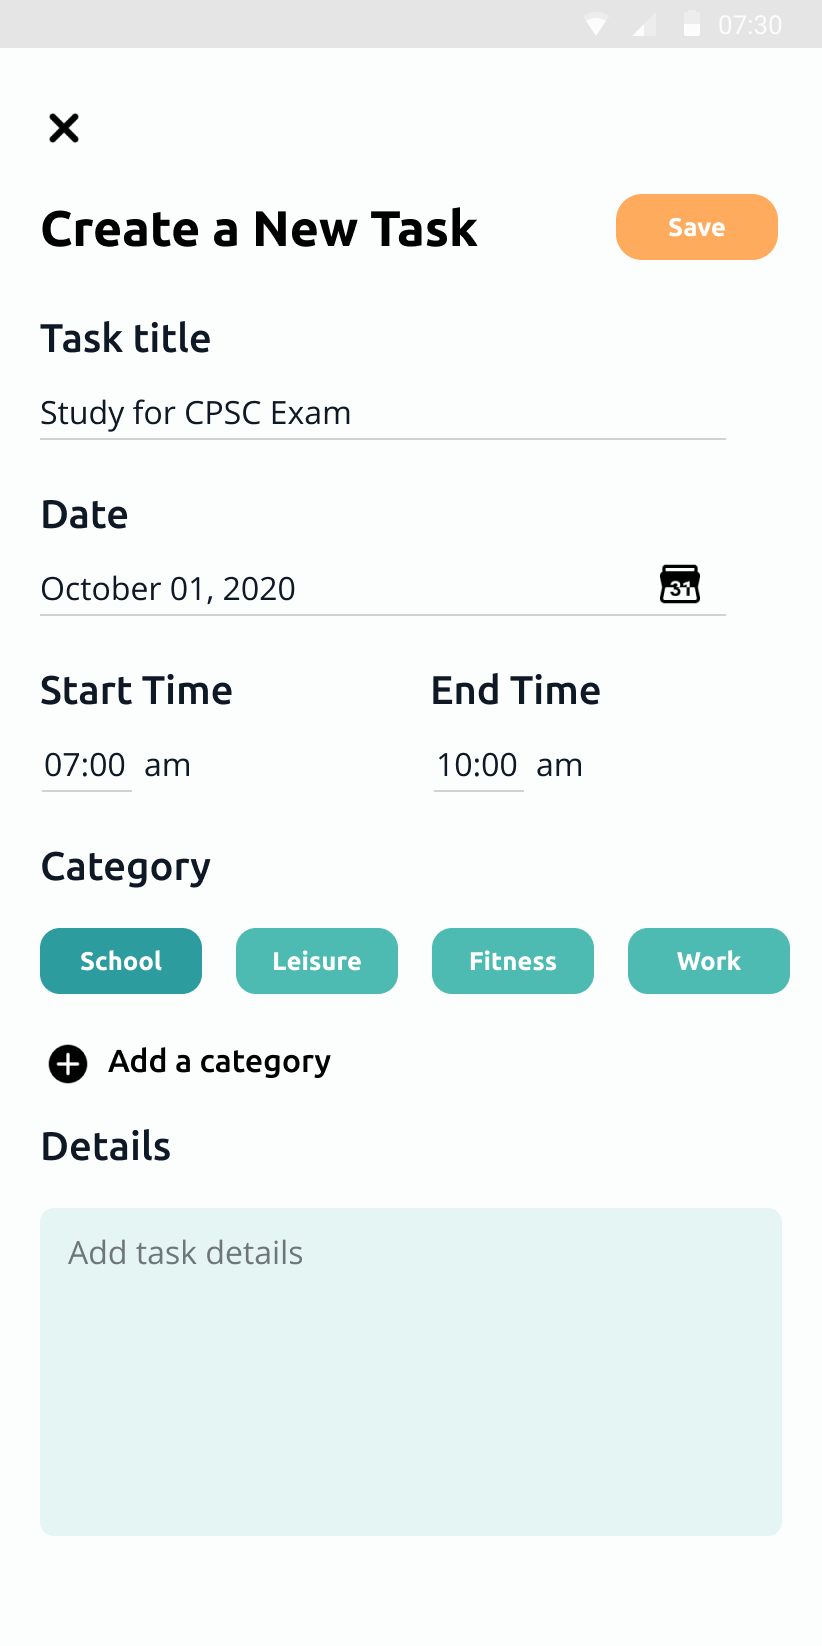 07:30
Create a New Task
Save
Task title
Study for CPSC Exam
Date
October 01, 2020
31
Start Time End Time
07:00 am 10:00 am
Category
School Leisure Fitness Work
Add a category
Details
Add task details